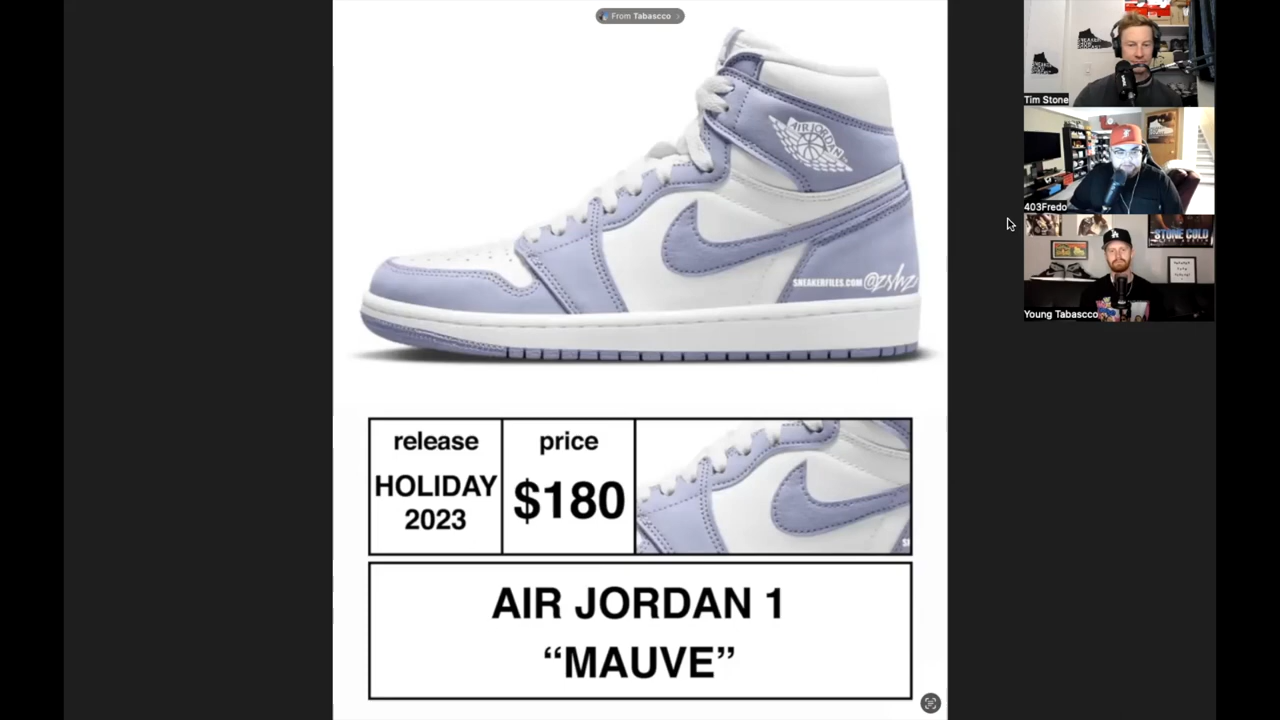 From Tabascco
AIR JORDAN
SNEAKERFILES.COM @zshz
release
HOLIDAY
2023
price
$180
AIR JORDAN 1
“MAUVE”
Tim Stone
403Fredo
STONE COLD
Young Tabascco